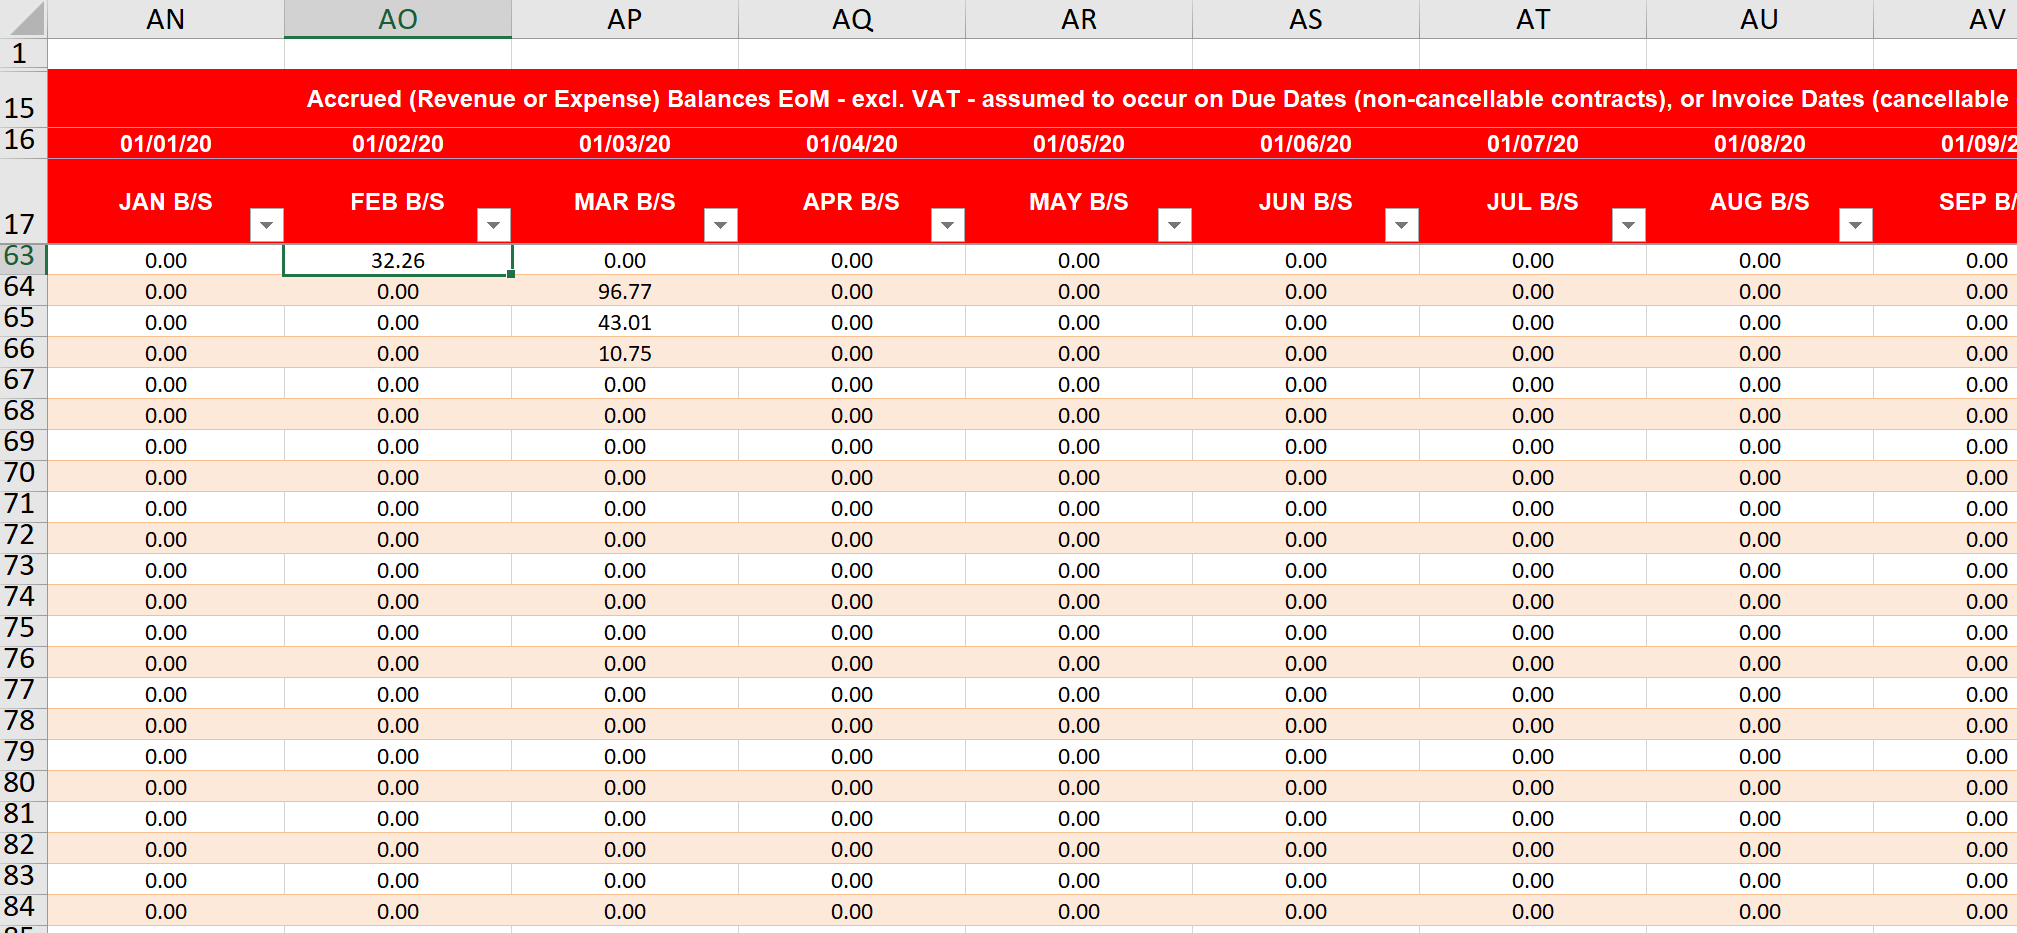 AN AO AP AQ AR AS AT AU AV
1
15 Accrued (Revenue or Expense) Balances EoM - excl. VAT - assumed to occur on Due Dates (non-cancellable contracts), or Invoice Dates (cancellable
16 01/01/20 01/02/20 01/03/20 01/04/20 01/05/20 01/06/20 01/07/20 01/08/20 01/09/2
17 JAN B/S FEB B/S MAR B/S APR B/S MAY B/S JUN B/S JUL B/S AUG B/S SEP B/
63 0.00 32.26 0.00 0.00 0.00 0.00 0.00 0.00 0.00
64 0.00 0.00 96.77 0.00 0.00 0.00 0.00 0.00 0.00
65 0.00 0.00 43.01 0.00 0.00 0.00 0.00 0.00 0.00
66 0.00 0.00 10.75 0.00 0.00 0.00 0.00 0.00 0.00
67 0.00 0.00 0.00 0.00 0.00 0.00 0.00 0.00 0.00
68 0.00 0.00 0.00 0.00 0.00 0.00 0.00 0.00 0.00
69 0.00 0.00 0.00 0.00 0.00 0.00 0.00 0.00 0.00
70 0.00 0.00 0.00 0.00 0.00 0.00 0.00 0.00 0.00
71 0.00 0.00 0.00 0.00 0.00 0.00 0.00 0.00 0.00
72 0.00 0.00 0.00 0.00 0.00 0.00 0.00 0.00 0.00
73 0.00 0.00 0.00 0.00 0.00 0.00 0.00 0.00 0.00
74 0.00 0.00 0.00 0.00 0.00 0.00 0.00 0.00 0.00
75 0.00 0.00 0.00 0.00 0.00 0.00 0.00 0.00 0.00
76 0.00 0.00 0.00 0.00 0.00 0.00 0.00 0.00 0.00
77 0.00 0.00 0.00 0.00 0.00 0.00 0.00 0.00 0.00
78 0.00 0.00 0.00 0.00 0.00 0.00 0.00 0.00 0.00
79 0.00 0.00 0.00 0.00 0.00 0.00 0.00 0.00 0.00
80 0.00 0.00 0.00 0.00 0.00 0.00 0.00 0.00 0.00
81 0.00 0.00 0.00 0.00 0.00 0.00 0.00 0.00 0.00
82 0.00 0.00 0.00 0.00 0.00 0.00 0.00 0.00 0.00
83 0.00 0.00 0.00 0.00 0.00 0.00 0.00 0.00 0.00
84 0.00 0.00 0.00 0.00 0.00 0.00 0.00 0.00 0.00